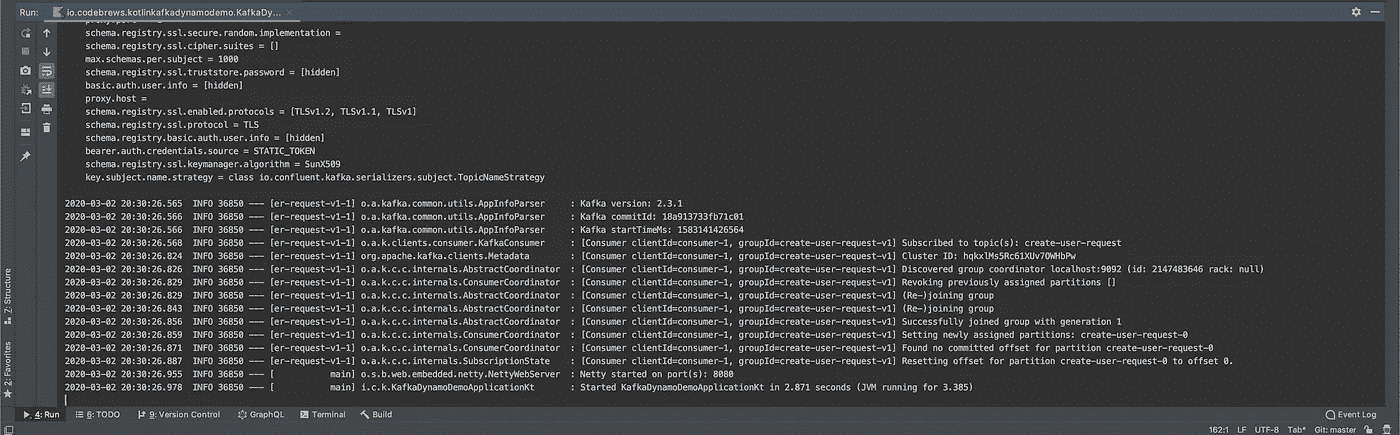 Run: io.codebrews.kotlinkafkadynamodemo.KafkaDy...
schema.registry.ssl.secure.random.implementation =
schema.registry.ssl.cipher.suites = []
max.schemas.per.subject = 1000
schema.registry.ssl.truststore.password = [hidden]
basic.auth.user.info = [hidden]
proxy.host =
schema.registry.ssl.enabled.protocols = [TLSv1.2, TLSv1.1, TLSv1]
schema.registry.ssl.protocol = TLS
schema.registry.basic.auth.user.info = [hidden]
bearer.auth.credentials.source = STATIC_TOKEN
schema.registry.ssl.keymanager.algorithm = SunX509
key.subject.name.strategy = class io.confluent.kafka.serializers.subject.TopicNameStrategy
2020-03-02 20:30:26.565 INFO 36850 --- [er-request-v1-1] o.a.kafka.common.utils.AppInfoParser : Kafka version: 2.3.1
2020-03-02 20:30:26.566 INFO 36850 --- [er-request-v1-1] o.a.kafka.common.utils.AppInfoParser : Kafka commitId: 18a913733fb71c01
2020-03-02 20:30:26.566 INFO 36850 --- [er-request-v1-1] o.a.kafka.common.utils.AppInfoParser : Kafka startTimeMs: 1583141426564
2020-03-02 20:30:26.568 INFO 36850 --- [er-request-v1-1] o.a.k.clients.consumer.KafkaConsumer : [Consumer clientId=consumer-1, groupId=create-user-request-v1] Subscribed to topic(s): create-user-request
2020-03-02 20:30:26.824 INFO 36850 --- [er-request-v1-1] org.apache.kafka.clients.Metadata : [Consumer clientId=consumer-1, groupId=create-user-request-v1] Cluster ID: hqkxlMs5Rc61XUv7OWHbPw
2020-03-02 20:30:26.826 INFO 36850 --- [er-request-v1-1] o.a.k.c.c.internals.AbstractCoordinator : [Consumer clientId=consumer-1, groupId=create-user-request-v1] Discovered group coordinator localhost:9092 (id: 2147483646 rack: null)
2020-03-02 20:30:26.829 INFO 36850 --- [er-request-v1-1] o.a.k.c.c.internals.ConsumerCoordinator : [Consumer clientId=consumer-1, groupId=create-user-request-v1] Revoking previously assigned partitions []
2020-03-02 20:30:26.829 INFO 36850 --- [er-request-v1-1] o.a.k.c.c.internals.AbstractCoordinator : [Consumer clientId=consumer-1, groupId=create-user-request-v1] (Re-)joining group
2020-03-02 20:30:26.843 INFO 36850 --- [er-request-v1-1] o.a.k.c.c.internals.AbstractCoordinator : [Consumer clientId=consumer-1, groupId=create-user-request-v1] (Re-)joining group
2020-03-02 20:30:26.856 INFO 36850 --- [er-request-v1-1] o.a.k.c.c.internals.AbstractCoordinator : [Consumer clientId=consumer-1, groupId=create-user-request-v1] Successfully joined group with generation 1
2020-03-02 20:30:26.859 INFO 36850 --- [er-request-v1-1] o.a.k.c.c.internals.ConsumerCoordinator : [Consumer clientId=consumer-1, groupId=create-user-request-v1] Setting newly assigned partitions: create-user-request-0
2020-03-02 20:30:26.871 INFO 36850 --- [er-request-v1-1] o.a.k.c.c.internals.ConsumerCoordinator : [Consumer clientId=consumer-1, groupId=create-user-request-v1] Found no committed offset for partition create-user-request-0
2020-03-02 20:30:26.887 INFO 36850 --- [er-request-v1-1] o.a.k.c.c.internals.SubscriptionState : [Consumer clientId=consumer-1, groupId=create-user-request-v1] Resetting offset for partition create-user-request-0 to offset 0.
2020-03-02 20:30:26.955 INFO 36850 --- [ main] o.s.b.web.embedded.netty.NettyWebServer : Netty started on port(s): 8080
2020-03-02 20:30:26.978 INFO 36850 --- [ main] i.c.k.KafkaDynamoDemoApplicationKt : Started KafkaDynamoDemoApplicationKt in 2.871 seconds (JVM running for 3.385)
7: Structure
2: Favorites
4: Run 6: TODO 9: Version Control GraphQL Terminal Build Event Log
162:1 LF UTF-8 Tab* Git: master